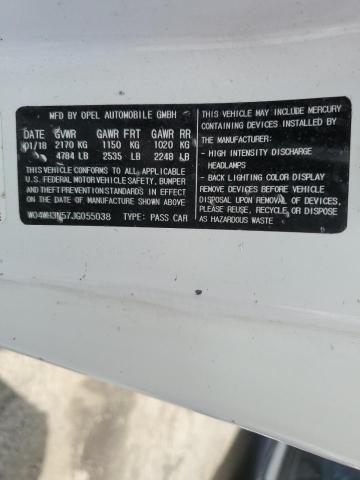 MFD BY OPEL AUTOMOBILE GMBH
DATE GVWR GAWR FRT GAWR RR
01/18 2170 KG 1150 KG 1020 KG
4784 LB 2535 LB 2248 LB
THIS VEHICLE CONFORMS TO ALL APPLICABLE
U.S. FEDERAL MOTOR VEHICLE SAFETY, BUMPER
AND THEFT PREVENTION STANDARDS IN EFFECT
ON THE DATE OF MANUFACTURE SHOWN ABOVE.
W04WH3N57JG055038 TYPE: PASS CAR
THIS VEHICLE MAY INCLUDE MERCURY
CONTAINING DEVICES INSTALLED BY
THE MANUFACTURER:
- HIGH INTENSITY DISCHARGE
HEADLAMPS
- BACK LIGHTING COLOR DISPLAY
REMOVE DEVICES BEFORE VEHICLE
DISPOSAL UPON REMOVAL OF DEVICES,
PLEASE REUSE, RECYCLE OR DISPOSE
AS HAZARDOUS WASTE